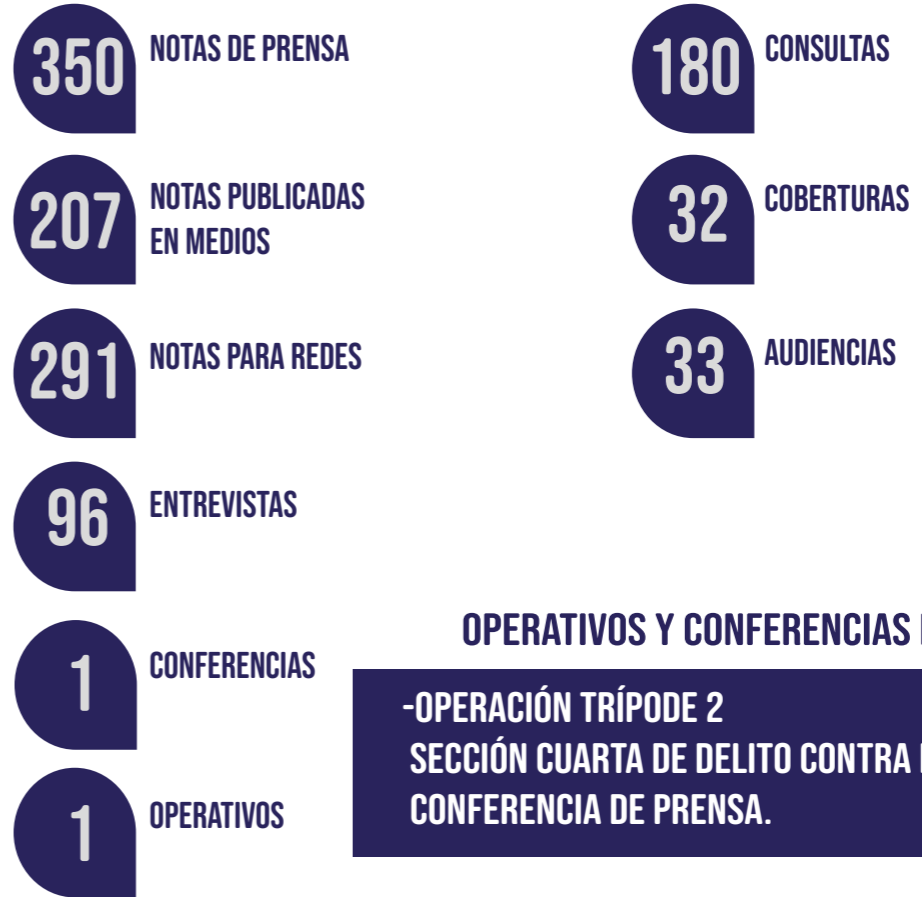 350 NOTAS DE PRENSA
207 NOTAS PUBLICADAS
EN MEDIOS
291 NOTAS PARA REDES
96 ENTREVISTAS
1 CONFERENCIAS
1 OPERATIVOS
180 CONSULTAS
32 COBERTURAS
33 AUDIENCIAS
OPERATIVOS Y CONFERENCIAS
-OPERACIÓN TRÍPODE 2
SECCIÓN CUARTA DE DELITO CONTRA
CONFERENCIA DE PRENSA.